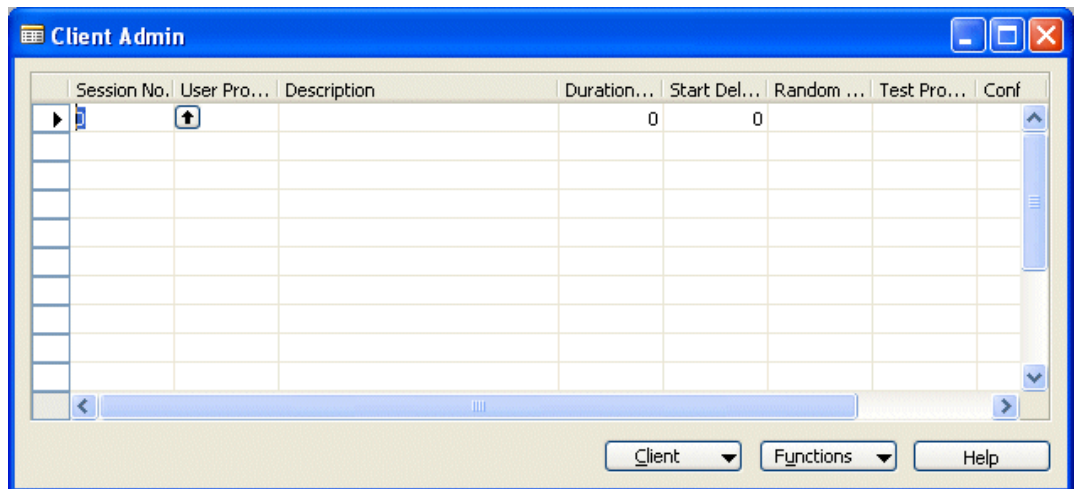 Client Admin
Session No. User Pro... Description Duration... Start Del... Random ... Test Pro... Conf
0 0 0
Client Functions Help